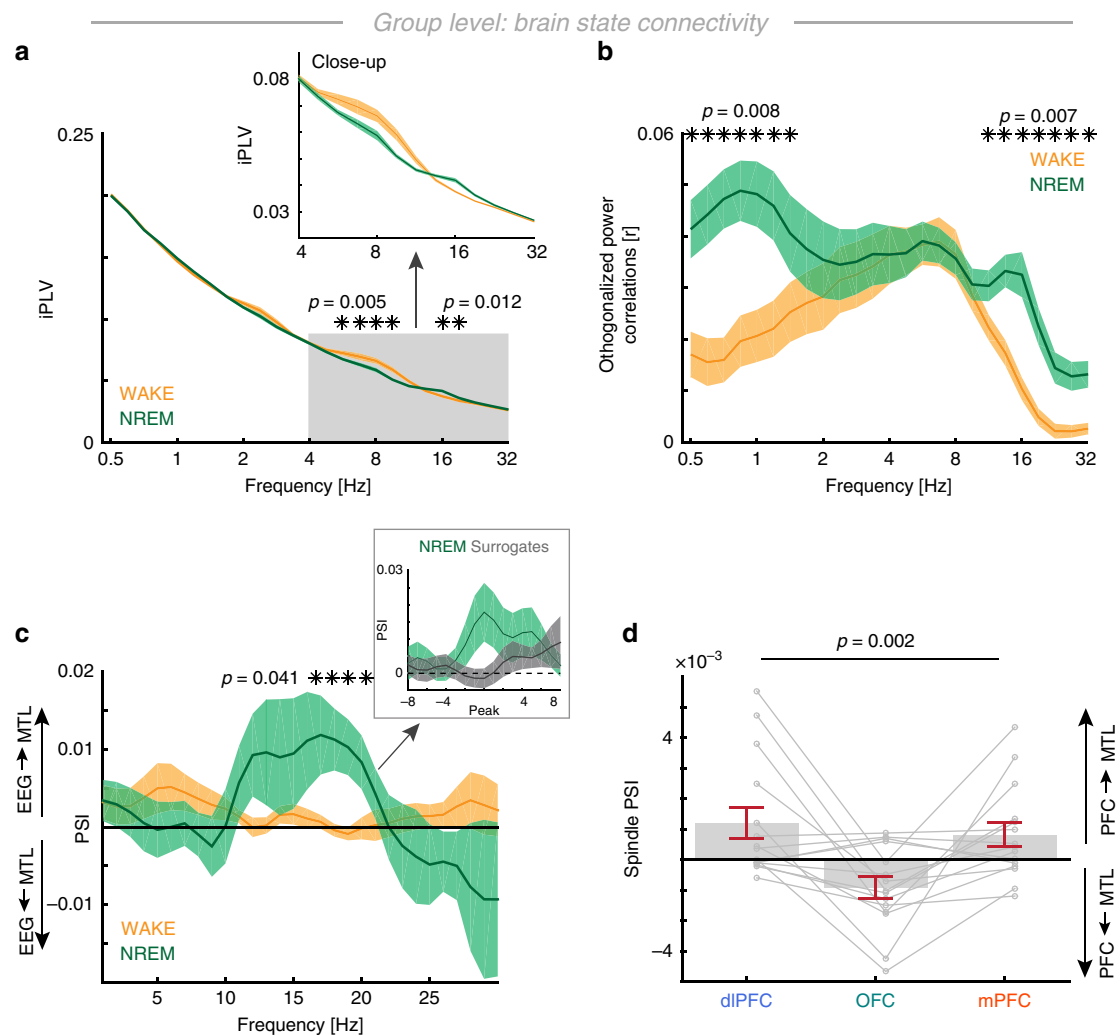 Group level: brain state connectivity
a
Close-up
0.08
iPLV
0.03
4
8
16
32
0.25
iPLV
p = 0.005
p = 0.012
✳✳✳✳
✳✳
WAKE
NREM
0
0.5
1
2
4
8
16
32
Frequency [Hz]
b
p = 0.008
p = 0.007
0.06
✳✳✳✳✳✳✳
✳✳✳✳✳✳✳
WAKE
NREM
Othogonalized power
correlations [r]
0
0.5
1
2
4
8
16
32
Frequency [Hz]
c
NREM Surrogates
0.03
PSI
0
−8
−4
4
8
Peak
0.02
p = 0.041 ✳✳✳✳
EEG → MTL
0.01
PSI
EEG ← MTL
−0.01
WAKE
NREM
5
10
15
20
25
Frequency [Hz]
d
p = 0.002
×10−3
4
Spindle PSI
−4
PFC → MTL
PFC ← MTL
dlPFC
OFC
mPFC